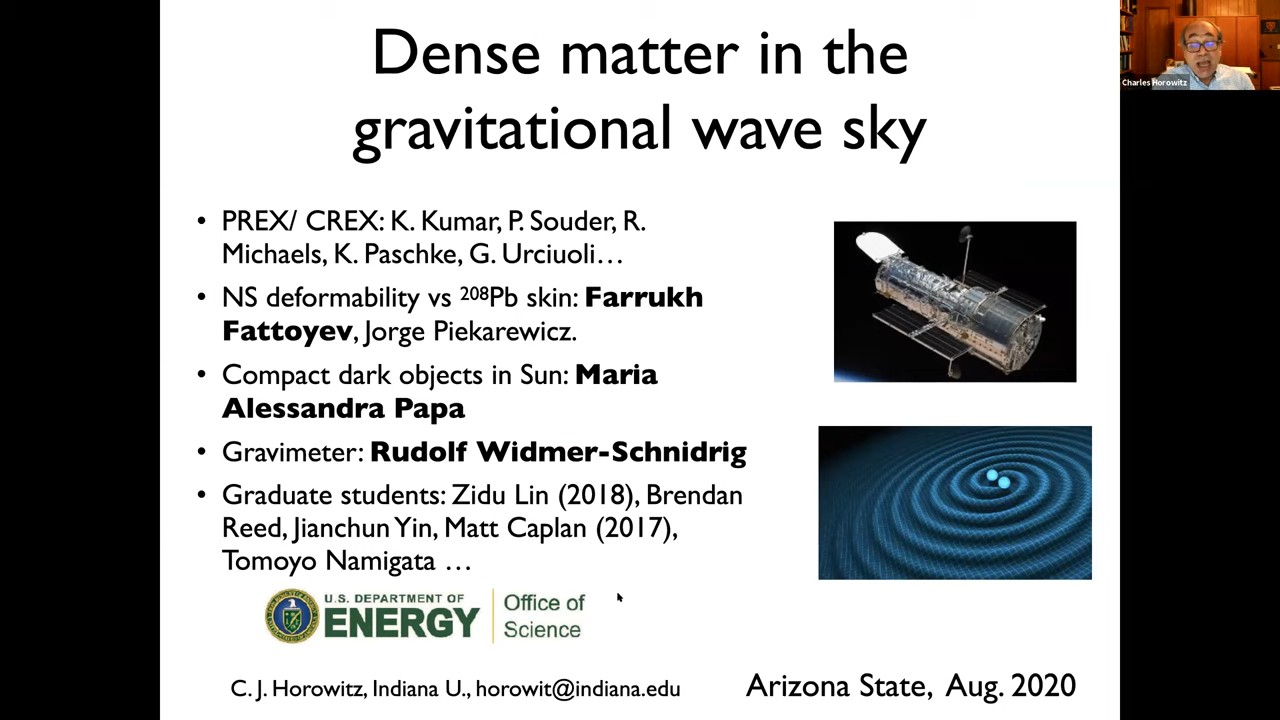 Dense matter in the
gravitational wave sky
Charles Horowitz
• PREX/ CREX: K. Kumar, P. Souder, R.
Michaels, K. Paschke, G. Urciuoli…
• NS deformability vs ²⁰⁸Pb skin: Farrukh
Fattoyev, Jorge Piekarewicz.
• Compact dark objects in Sun: Maria
Alessandra Papa
• Gravimeter: Rudolf Widmer-Schnidrig
• Graduate students: Zidu Lin (2018), Brendan
Reed, Jianchun Yin, Matt Caplan (2017),
Tomoyo Namigata …
U.S. DEPARTMENT OF
ENERGY
Office of
Science
C. J. Horowitz, Indiana U., horowit@indiana.edu
Arizona State, Aug. 2020